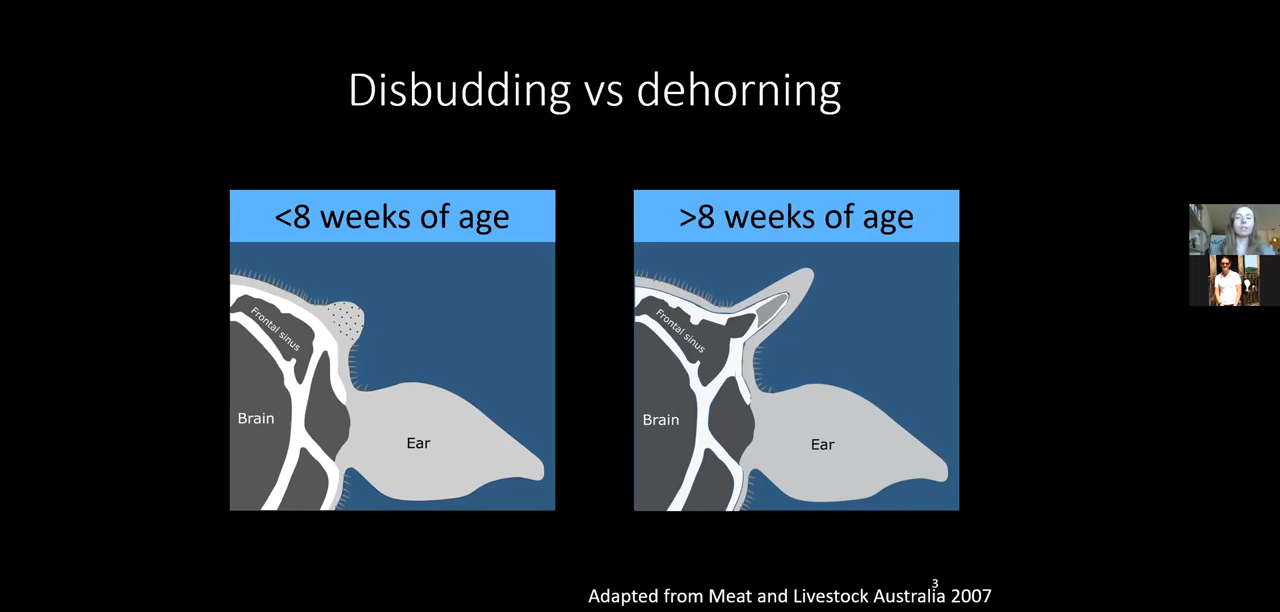 Disbudding vs dehorning
<8 weeks of age
>8 weeks of age
Frontal sinus
Brain
Ear
Frontal sinus
Brain
Ear
3
Adapted from Meat and Livestock Australia 2007